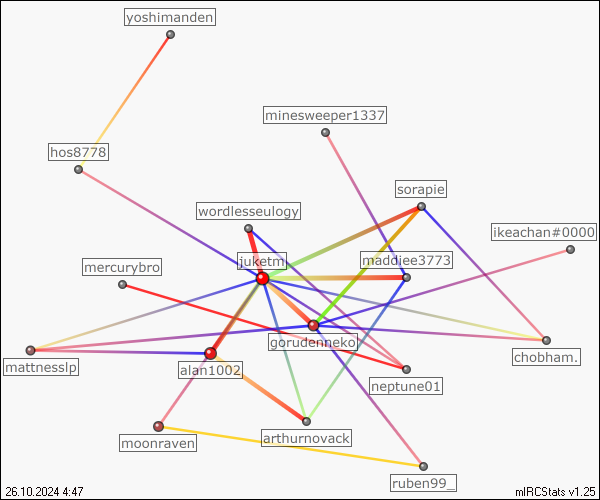 yoshimanden
minesweeper1337
hos8778
sorapie
wordlesseulogy
ikeachan#0000
juketm
maddjee3773
mercurybro
gorudenneko
mattnesslp
alan1002
chobham.
neptune01
moonraven
arthurnovack
ruben99_
26.10.2024 4:47
mIRCStats v1.25